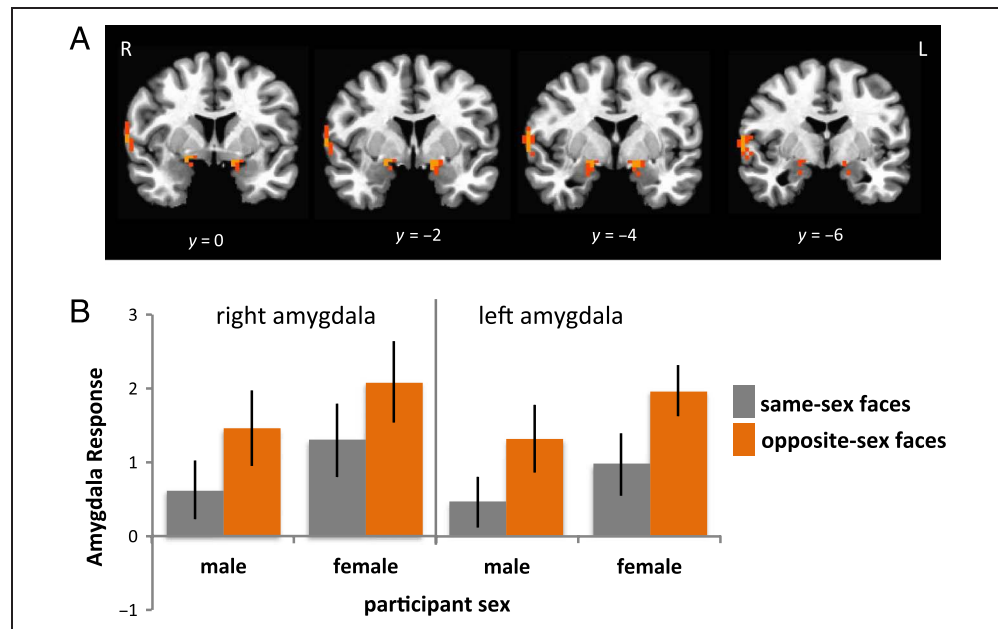 A
R
L
y = 0
y = −2
y = −4
y = −6
B
right amygdala
left amygdala
3
2
1
0
−1
Amygdala Response
male
female
male
female
participant sex
same-sex faces
opposite-sex faces